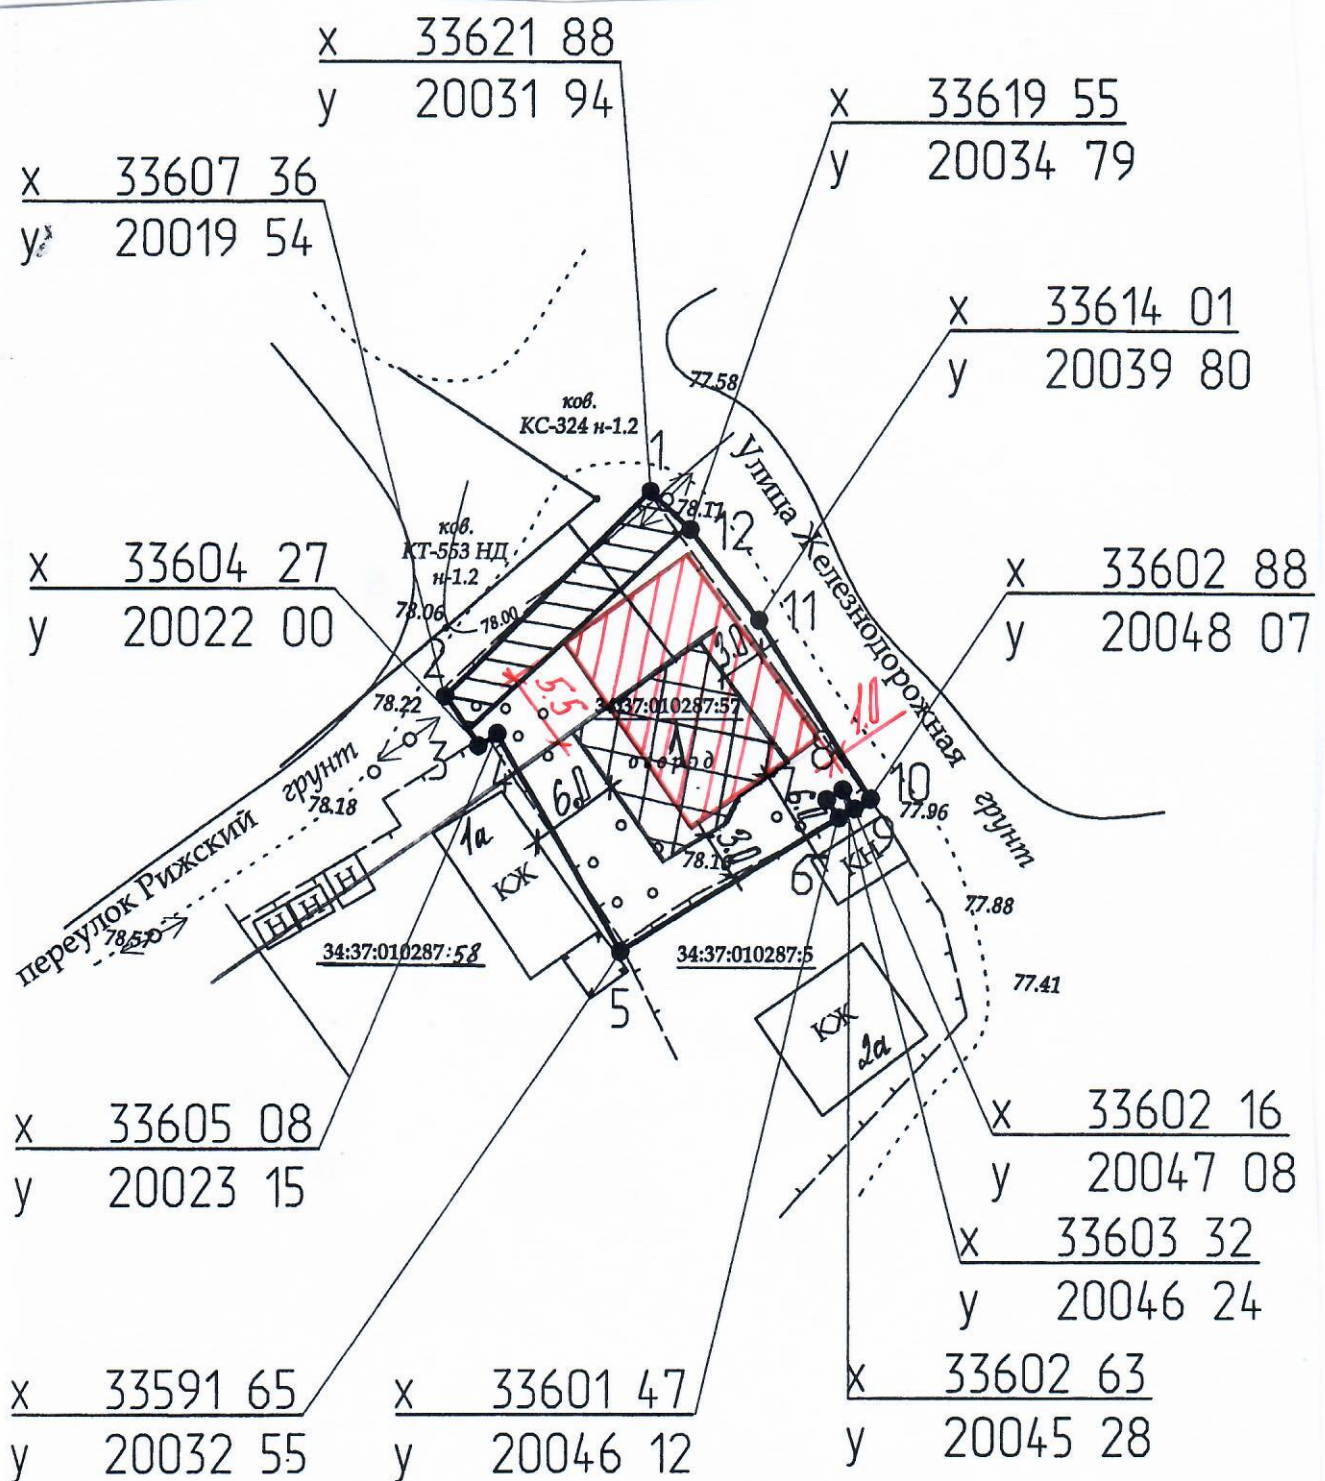 x 33621 88
y 20031 94
x 33619 55
y 20034 79
x 33607 36
y 20019 54
x 33614 01
y 20039 80
77.58
ков.
КС-324 н-1.2
1
Улица Железнодорожная
78.11
12
ков.
КТ-553 НД
н-1.2
x 33604 27
y 20022 00
x 33602 88
y 20048 07
78.06
78.00
11
3.0
2
78.22
5.5
34:37:010287:57
1.0
огород
8
3
грунт
78.18
6.0
7
6.0
10
77.96
грунт
переулок Рижский
1а
КЖ
78.16
3.0
6
КН
9
Н
Н
Н
77.88
78.57
34:37:010287:58
34:37:010287:5
77.41
5
КЖ
2а
x 33605 08
y 20023 15
x 33602 16
y 20047 08
x 33603 32
y 20046 24
x 33591 65
y 20032 55
x 33601 47
y 20046 12
x 33602 63
y 20045 28